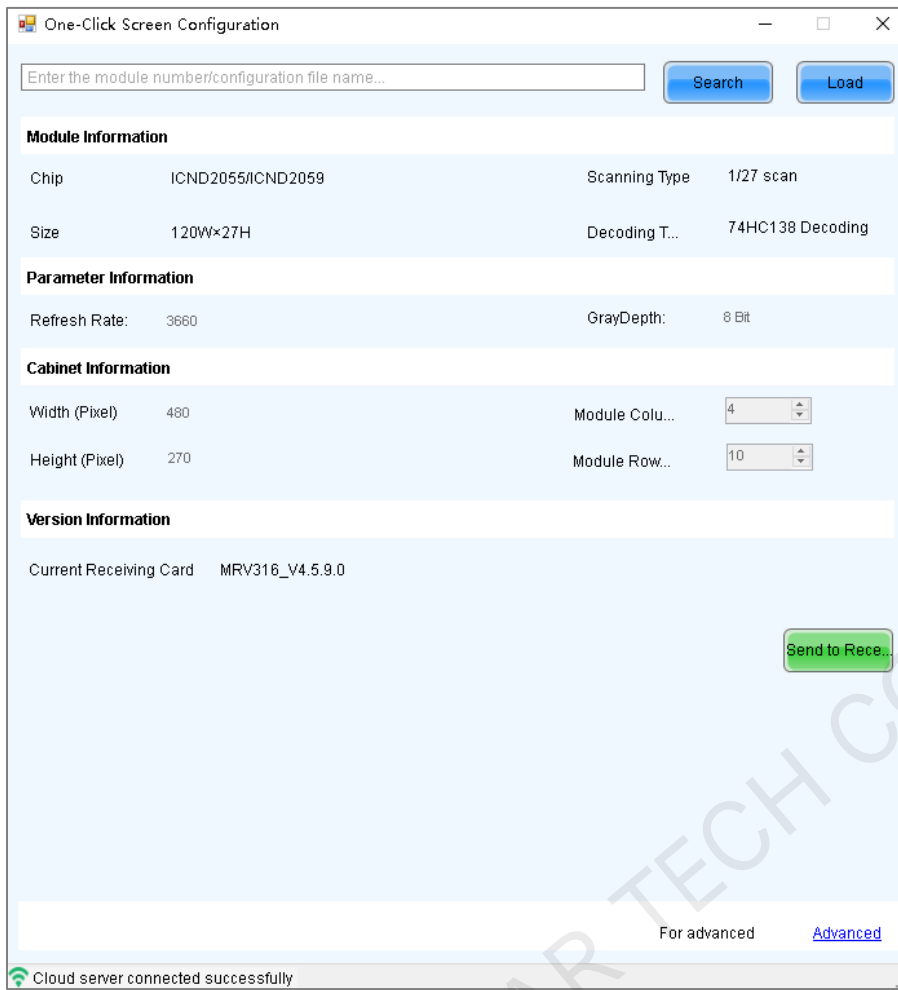 One-Click Screen Configuration
Enter the module number/configuration file name...
Search
Load
Module Information
Chip ICND2055/ICND2059 Scanning Type 1/27 scan
Size 120W×27H Decoding T... 74HC138 Decoding
Parameter Information
Refresh Rate: 3660 GrayDepth: 8 Bit
Cabinet Information
Width (Pixel) 480 Module Colu... 4
Height (Pixel) 270 Module Row... 10
Version Information
Current Receiving Card MRV316_V4.5.9.0
Send to Rece...
For advanced Advanced
Cloud server connected successfully
AR TECH CO